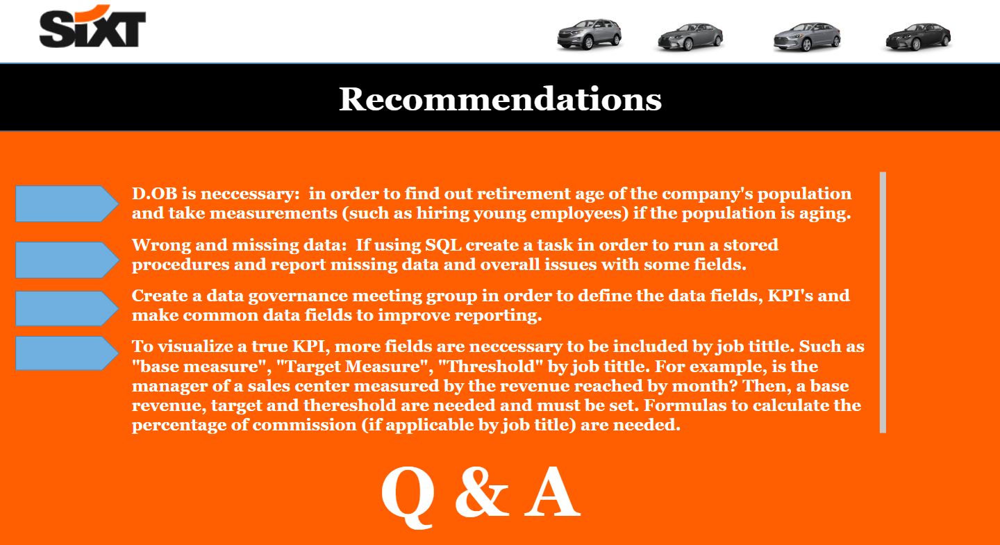 SiXT
Recommendations
D.OB is neccessary:  in order to find out retirement age of the company's population
and take measurements (such as hiring young employees) if the population is aging.
Wrong and missing data:  If using SQL create a task in order to run a stored
procedures and report missing data and overall issues with some fields.
Create a data governance meeting group in order to define the data fields, KPI's and
make common data fields to improve reporting.
To visualize a true KPI, more fields are neccessary to be included by job tittle. Such as
"base measure", "Target Measure", "Threshold" by job tittle. For example, is the
manager of a sales center measured by the revenue reached by month? Then, a base
revenue, target and thereshold are needed and must be set. Formulas to calculate the
percentage of commission (if applicable by job title) are needed.
Q & A